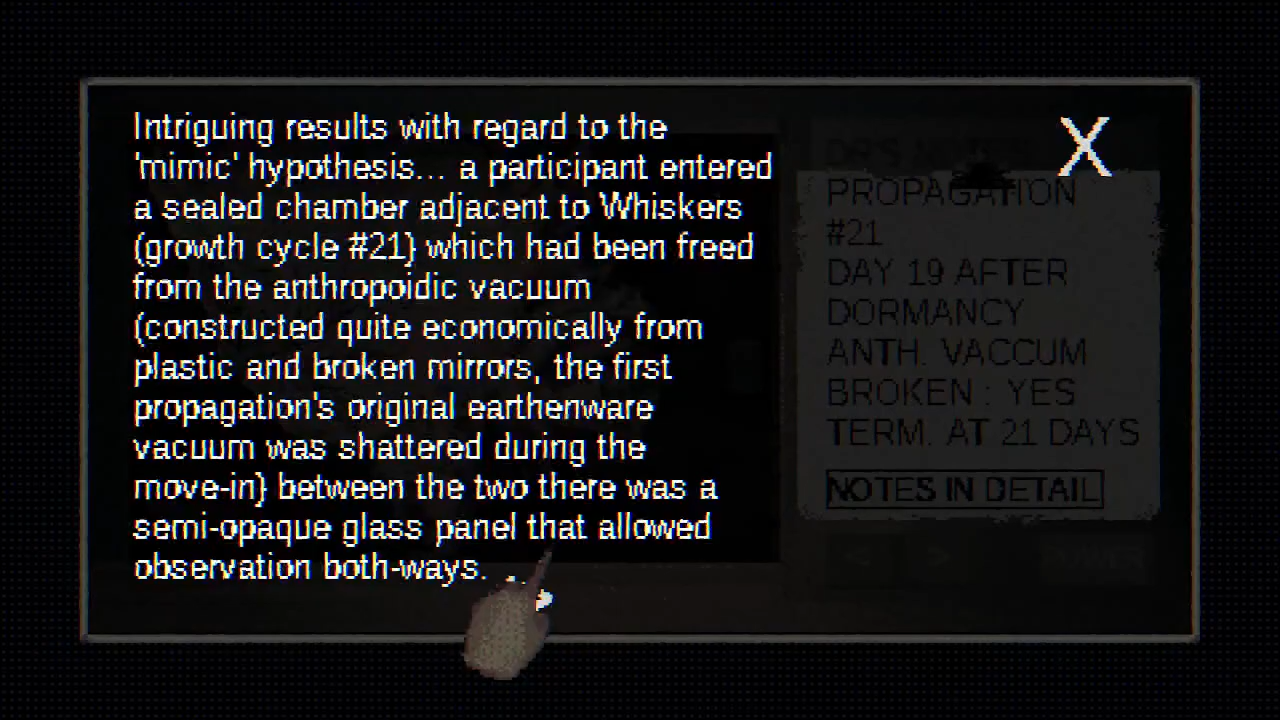 Intriguing results with regard to the
'mimic' hypothesis... a participant entered
a sealed chamber adjacent to Whiskers
(growth cycle #21} which had been freed
from the anthropoidic vacuum
(constructed quite economically from
plastic and broken mirrors, the first
propagation's original earthenware
vacuum was shattered during the
move-in} between the two there was a
semi-opaque glass panel that allowed
observation both-ways.
X
DR'S NOTES
PROPAGATION
#21
DAY 19 AFTER
DORMANCY
ANTH. VACCUM
BROKEN : YES
TERM. AT 21 DAYS
NOTES IN DETAIL
< >
POWER